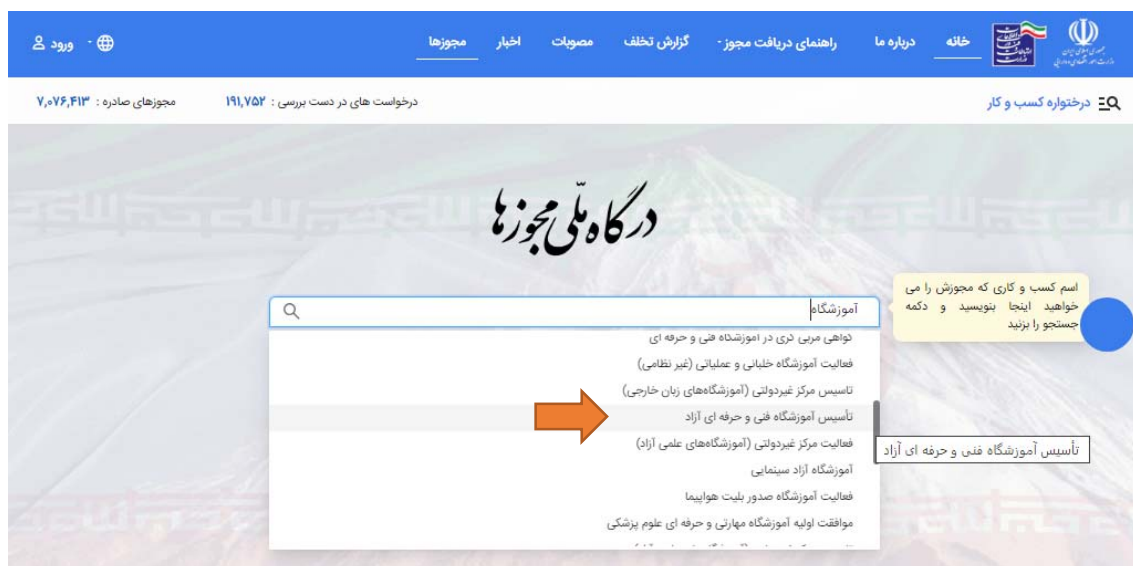 خانه
درباره ما
راهنمای دریافت مجوز
گزارش تخلف
مصوبات
اخبار
مجوزها
ورود
درختواره کسب و کار
درخواست های در دست بررسی : ۱۹۱,۷۵۲
مجوزهای صادره : ۷,۰۷۶,۴۱۳
درگاه ملّی مجوزها
اسم کسب و کاری که مجوزش را می
خواهید اینجا بنویسید و دکمه
جستجو را بزنید
آموزشگاه
گواهی مربی گری در آموزشگاه فنی و حرفه ای
فعالیت آموزشگاه خلبانی و عملیاتی (غیر نظامی)
تاسیس مرکز غیردولتی (آموزشگاه‌های زبان خارجی)
تأسیس آموزشگاه فنی و حرفه ای آزاد
تأسیس آموزشگاه فنی و حرفه ای آزاد
فعالیت مرکز غیردولتی (آموزشگاه‌های علمی آزاد)
آموزشگاه آزاد سینمایی
فعالیت آموزشگاه صدور بلیت هواپیما
موافقت اولیه آموزشگاه مهارتی و حرفه ای علوم پزشکی